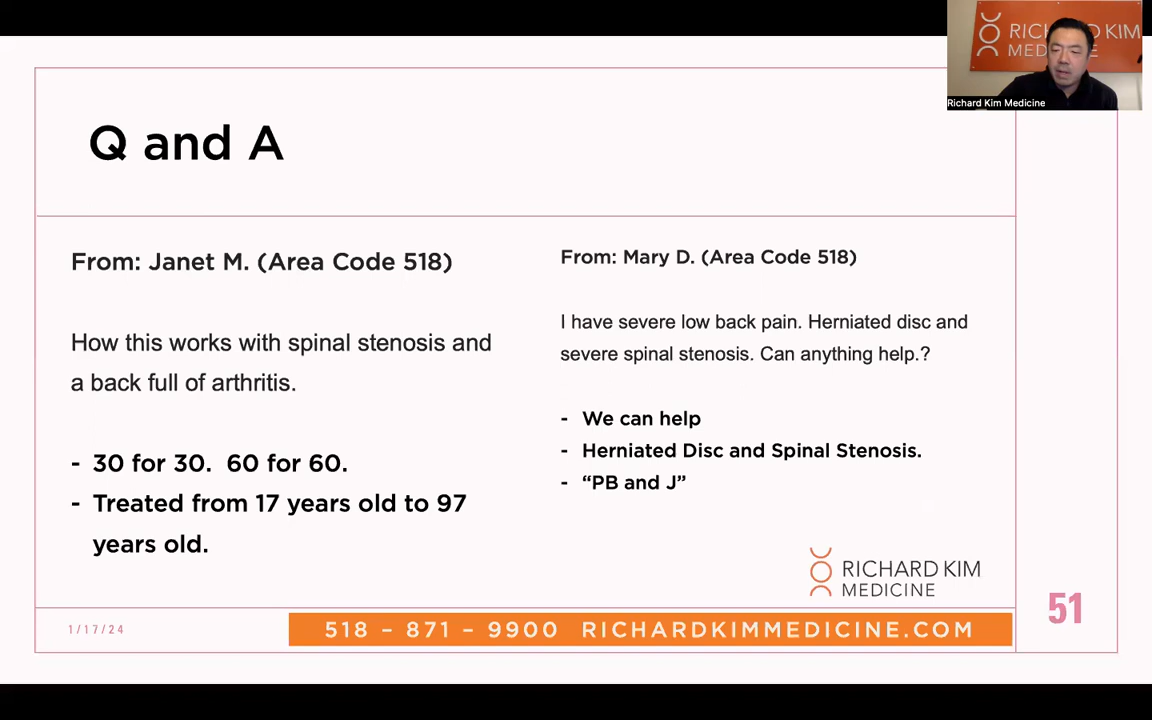 RICHARD KIM
MEDICINE
Richard Kim Medicine
Q and A
From: Janet M. (Area Code 518)
How this works with spinal stenosis and
a back full of arthritis.
- 30 for 30.  60 for 60.
- Treated from 17 years old to 97
years old.
From: Mary D. (Area Code 518)
I have severe low back pain. Herniated disc and
severe spinal stenosis. Can anything help.?
- We can help
- Herniated Disc and Spinal Stenosis.
- “PB and J”
RICHARD KIM
MEDICINE
51
1/17/24
518 – 871 – 9900 RICHARDKIMMEDICINE.COM